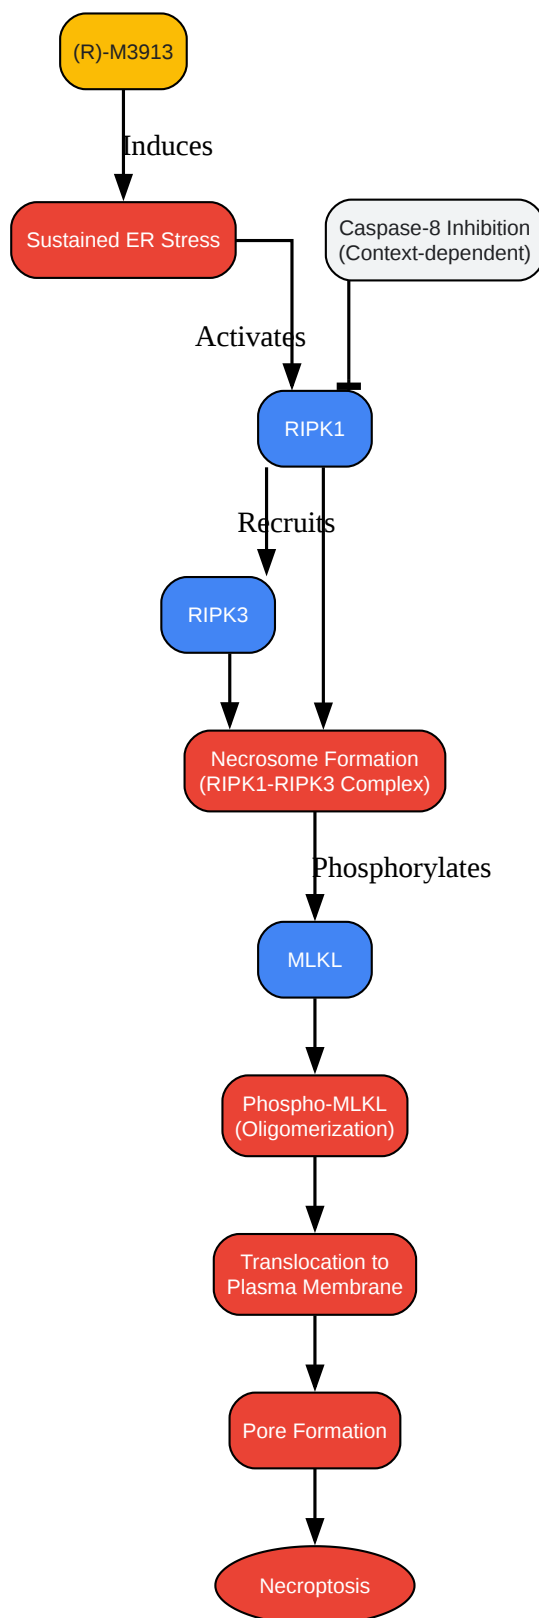 (R)-M3913
Induces
Sustained ER Stress
Caspase-8 Inhibition
(Context-dependent)
Activates
RIPK1
Recruits
RIPK3
Necrosome Formation
(RIPK1-RIPK3 Complex)
Phosphorylates
MLKL
Phospho-MLKL
(Oligomerization)
Translocation to
Plasma Membrane
Pore Formation
Necroptosis